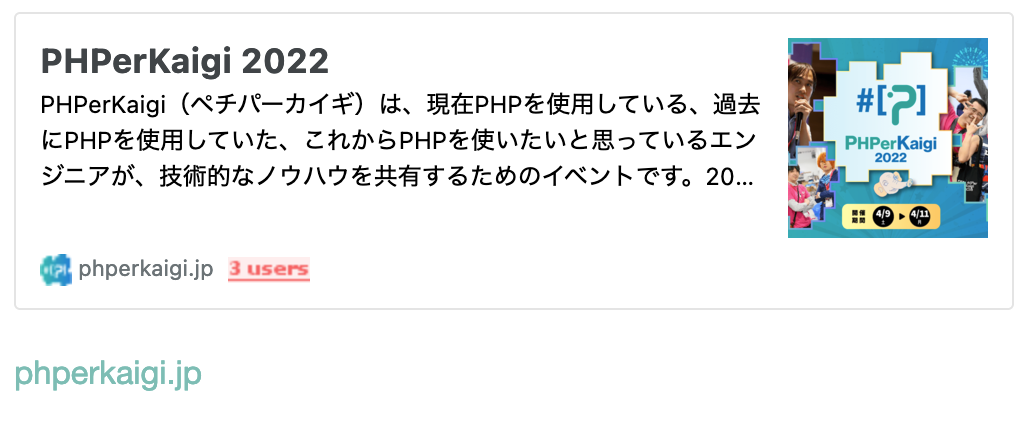 PHPerKaigi 2022
PHPerKaigi（ペチパーカイギ）は、現在PHPを使用している、過去
にPHPを使用していた、これからPHPを使いたいと思っているエン
ジニアが、技術的なノウハウを共有するためのイベントです。20...
#[?]
PHPerKaigi
2022
開催
期間
4/9
土
4/11
月
phperkaigi.jp
3 users
phperkaigi.jp